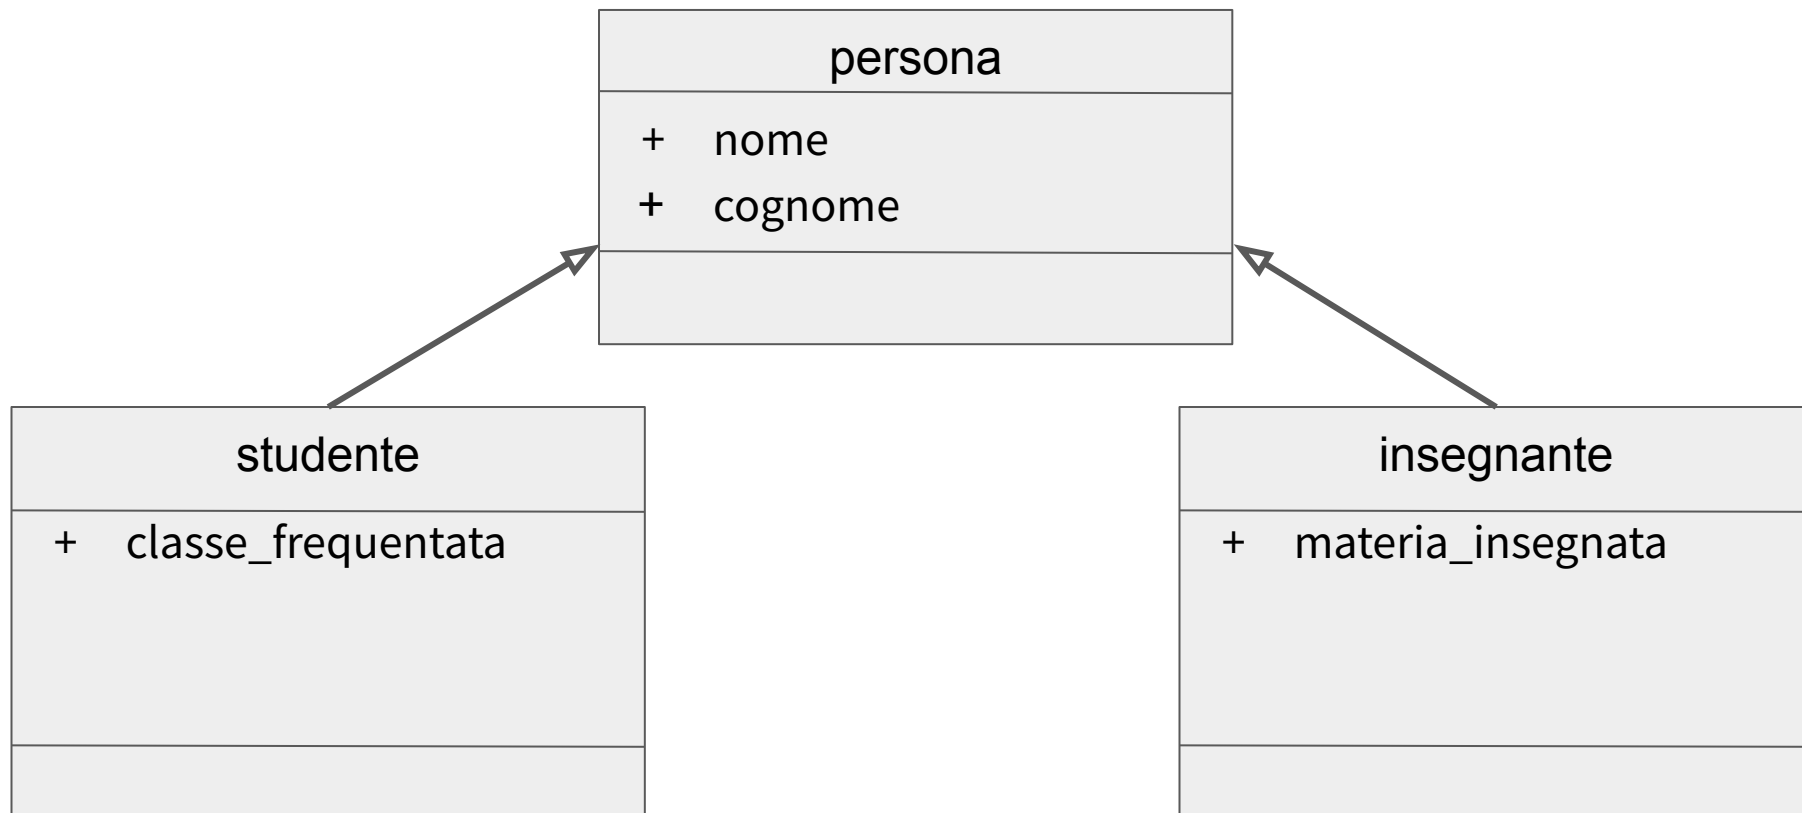 persona
+ nome
+ cognome
studente
+ classe_frequentata
insegnante
+ materia_insegnata